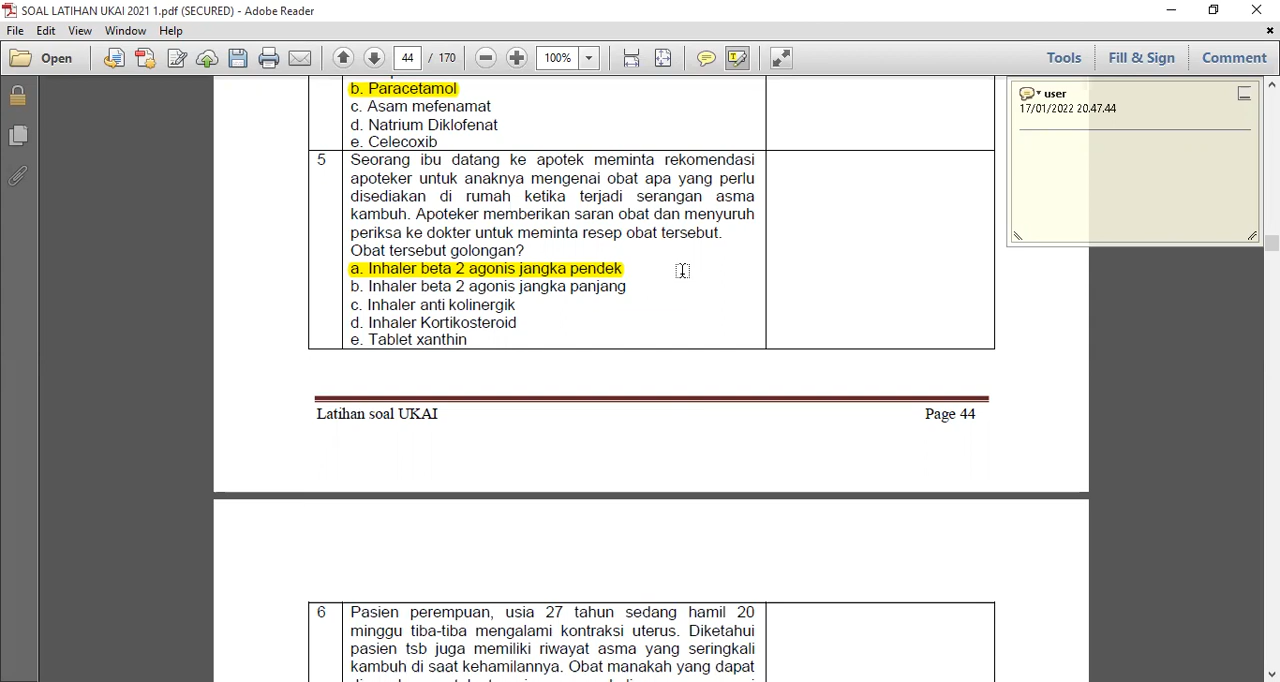 SOAL LATIHAN UKAI 2021 1.pdf (SECURED) - Adobe Reader
File Edit View Window Help
Open 44 / 170 100% Tools Fill & Sign Comment
b. Paracetamol
c. Asam mefenamat
d. Natrium Diklofenat
e. Celecoxib
user
17/01/2022 20.47.44
5 Seorang ibu datang ke apotek meminta rekomendasi
apoteker untuk anaknya mengenai obat apa yang perlu
disediakan di rumah ketika terjadi serangan asma
kambuh. Apoteker memberikan saran obat dan menyuruh
periksa ke dokter untuk meminta resep obat tersebut.
Obat tersebut golongan?
a. Inhaler beta 2 agonis jangka pendek
b. Inhaler beta 2 agonis jangka panjang
c. Inhaler anti kolinergik
d. Inhaler Kortikosteroid
e. Tablet xanthin
Latihan soal UKAI Page 44
6 Pasien perempuan, usia 27 tahun sedang hamil 20
minggu tiba-tiba mengalami kontraksi uterus. Diketahui
pasien tsb juga memiliki riwayat asma yang seringkali
kambuh di saat kehamilannya. Obat manakah yang dapat